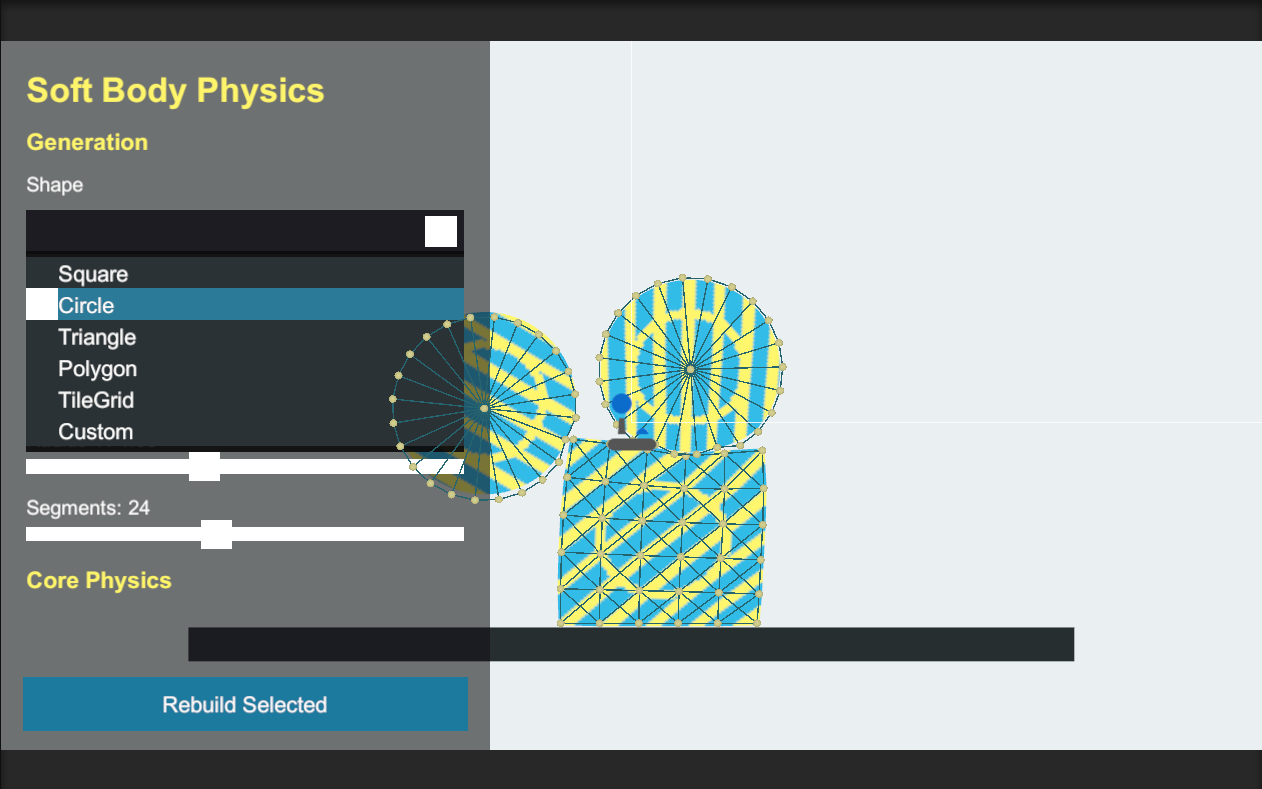 Soft Body Physics
Generation
Shape
Square
Circle
Triangle
Polygon
TileGrid
Custom
Segments: 24
Core Physics
Rebuild Selected